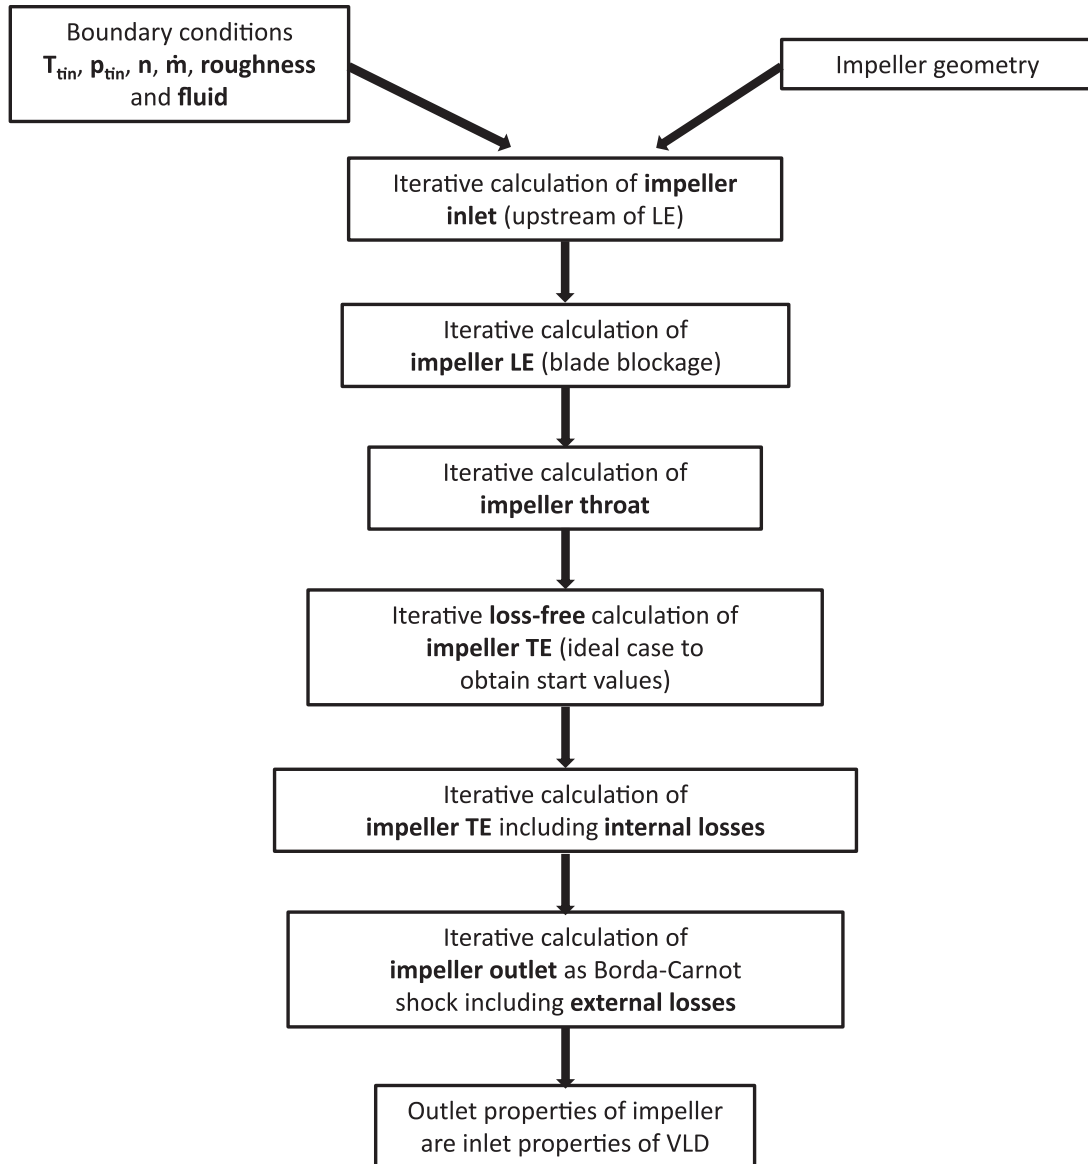 Boundary conditions
Ttin, ptin, n, ṁ, roughness
and fluid
Impeller geometry
Iterative calculation of impeller
inlet (upstream of LE)
Iterative calculation of
impeller LE (blade blockage)
Iterative calculation of
impeller throat
Iterative loss-free calculation of
impeller TE (ideal case to
obtain start values)
Iterative calculation of
impeller TE including internal losses
Iterative calculation of
impeller outlet as Borda-Carnot
shock including external losses
Outlet properties of impeller
are inlet properties of VLD